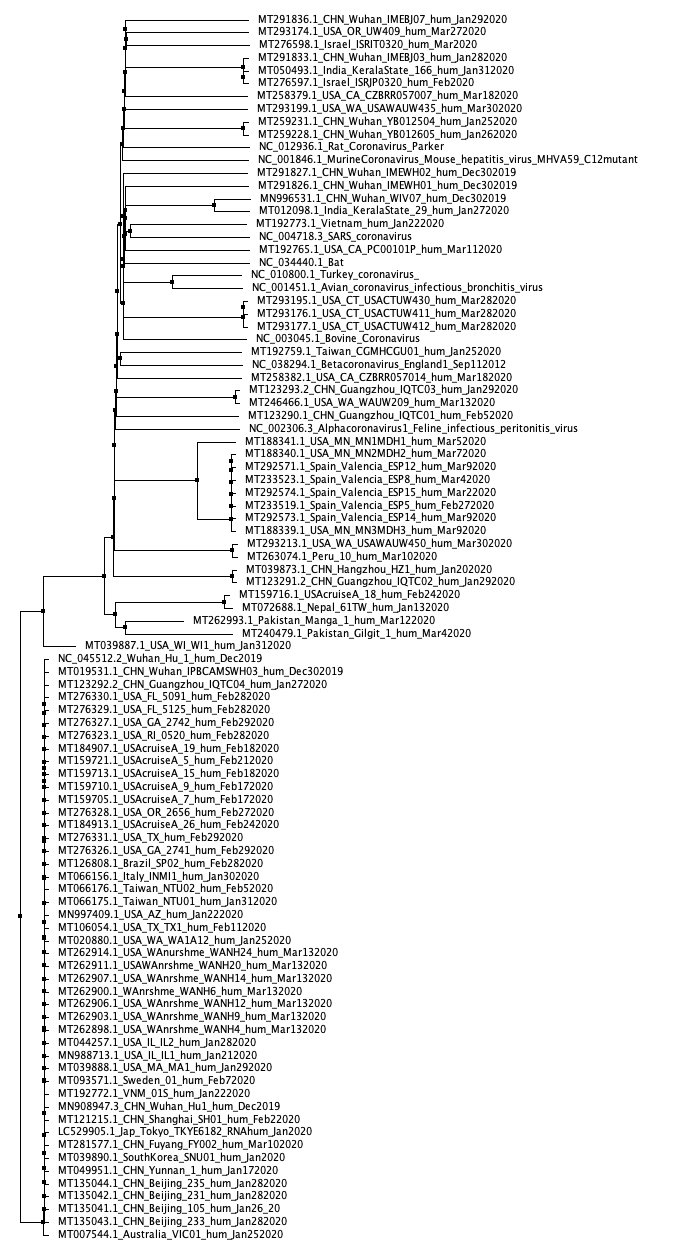 MT291836.1_CHN_Wuhan_IMEBJ07_hum_Jan292020
MT293174.1_USA_OR_UW409_hum_Mar272020
MT276598.1_Israel_ISRIT0320_hum_Mar2020
MT291833.1_CHN_Wuhan_IMEBJ03_hum_Jan282020
MT050493.1_India_KeralaState_166_hum_Jan312020
MT276597.1_Israel_ISRJP0320_hum_Feb2020
MT258379.1_USA_CA_CZBRR057007_hum_Mar182020
MT293199.1_USA_WA_USAWAUW435_hum_Mar302020
MT259231.1_CHN_Wuhan_YB012504_hum_Jan252020
MT259228.1_CHN_Wuhan_YB012605_hum_Jan262020
NC_012936.1_Rat_Coronavirus_Parker
NC_001846.1_MurineCoronavirus_Mouse_hepatitis_virus_MHVA59_C12mutant
MT291827.1_CHN_Wuhan_IMEWH02_hum_Dec302019
MT291826.1_CHN_Wuhan_IMEWH01_hum_Dec302019
MN996531.1_CHN_Wuhan_WIV07_hum_Dec302019
MT012098.1_India_KeralaState_29_hum_Jan272020
MT192773.1_Vietnam_hum_Jan222020
NC_004718.3_SARS_coronavirus
MT192765.1_USA_CA_PC00101P_hum_Mar112020
NC_034440.1_Bat
NC_010800.1_Turkey_coronavirus_
NC_001451.1_Avian_coronavirus_infectious_bronchitis_virus
MT293195.1_USA_CT_USACTUW430_hum_Mar282020
MT293176.1_USA_CT_USACTUW411_hum_Mar282020
MT293177.1_USA_CT_USACTUW412_hum_Mar282020
NC_003045.1_Bovine_Coronavirus
MT192759.1_Taiwan_CGMHCGU01_hum_Jan252020
NC_038294.1_Betacoronavirus_England1_Sep112012
MT258382.1_USA_CA_CZBRR057014_hum_Mar182020
MT123293.2_CHN_Guangzhou_IQTC03_hum_Jan292020
MT246466.1_USA_WA_WAUW209_hum_Mar132020
MT123290.1_CHN_Guangzhou_IQTC01_hum_Feb52020
NC_002306.3_Alphacoronavirus1_Feline_infectious_peritonitis_virus
MT188341.1_USA_MN_MN1MDH1_hum_Mar52020
MT188340.1_USA_MN_MN2MDH2_hum_Mar72020
MT292571.1_Spain_Valencia_ESP12_hum_Mar92020
MT233523.1_Spain_Valencia_ESP8_hum_Mar42020
MT292574.1_Spain_Valencia_ESP15_hum_Mar22020
MT233519.1_Spain_Valencia_ESP5_hum_Feb272020
MT292573.1_Spain_Valencia_ESP14_hum_Mar92020
MT188339.1_USA_MN_MN3MDH3_hum_Mar92020
MT293213.1_USA_WA_USAWAUW450_hum_Mar302020
MT263074.1_Peru_10_hum_Mar102020
MT039873.1_CHN_Hangzhou_HZ1_hum_Jan202020
MT123291.2_CHN_Guangzhou_IQTC02_hum_Jan292020
MT159716.1_USAcruiseA_18_hum_Feb242020
MT072688.1_Nepal_61TW_hum_Jan132020
MT262993.1_Pakistan_Manga_1_hum_Mar122020
MT240479.1_Pakistan_Gilgit_1_hum_Mar42020
MT039887.1_USA_WI_WI1_hum_Jan312020
NC_045512.2_Wuhan_Hu_1_hum_Dec2019
MT019531.1_CHN_Wuhan_IPBCAMSWH03_hum_Dec302019
MT123292.2_CHN_Guangzhou_IQTC04_hum_Jan272020
MT276330.1_USA_FL_5091_hum_Feb282020
MT276329.1_USA_FL_5125_hum_Feb282020
MT276327.1_USA_GA_2742_hum_Feb292020
MT276323.1_USA_RI_0520_hum_Feb282020
MT184907.1_USAcruiseA_19_hum_Feb182020
MT159721.1_USAcruiseA_5_hum_Feb212020
MT159713.1_USAcruiseA_15_hum_Feb182020
MT159710.1_USAcruiseA_9_hum_Feb172020
MT159705.1_USAcruiseA_7_hum_Feb172020
MT276328.1_USA_OR_2656_hum_Feb272020
MT184913.1_USAcruiseA_26_hum_Feb242020
MT276331.1_USA_TX_hum_Feb292020
MT276326.1_USA_GA_2741_hum_Feb292020
MT126808.1_Brazil_SP02_hum_Feb282020
MT066156.1_Italy_INMI1_hum_Jan302020
MT066176.1_Taiwan_NTU02_hum_Feb52020
MT066175.1_Taiwan_NTU01_hum_Jan312020
MN997409.1_USA_AZ_hum_Jan222020
MT106054.1_USA_TX_TX1_hum_Feb112020
MT020880.1_USA_WA_WA1A12_hum_Jan252020
MT262914.1_USA_WAnurshme_WANH24_hum_Mar132020
MT262911.1_USAWAnrshme_WANH20_hum_Mar132020
MT262907.1_USA_WAnrshme_WANH14_hum_Mar132020
MT262900.1_WAnrshme_WANH6_hum_Mar132020
MT262906.1_USA_WAnrshme_WANH12_hum_Mar132020
MT262903.1_USA_WAnrshme_WANH9_hum_Mar132020
MT262898.1_USA_WAnrshme_WANH4_hum_Mar132020
MT044257.1_USA_IL_IL2_hum_Jan282020
MN988713.1_USA_IL_IL1_hum_Jan212020
MT039888.1_USA_MA_MA1_hum_Jan292020
MT093571.1_Sweden_01_hum_Feb72020
MT192772.1_VNM_01S_hum_Jan222020
MN908947.3_CHN_Wuhan_Hu1_hum_Dec2019
MT121215.1_CHN_Shanghai_SH01_hum_Feb22020
LC529905.1_Jap_Tokyo_TKYE6182_RNAhum_Jan2020
MT281577.1_CHN_Fuyang_FY002_hum_Mar102020
MT039890.1_SouthKorea_SNU01_hum_Jan2020
MT049951.1_CHN_Yunnan_1_hum_Jan172020
MT135044.1_CHN_Beijing_235_hum_Jan282020
MT135042.1_CHN_Beijing_231_hum_Jan282020
MT135041.1_CHN_Beijing_105_hum_Jan26_20
MT135043.1_CHN_Beijing_233_hum_Jan282020
MT007544.1_Australia_VIC01_hum_Jan252020